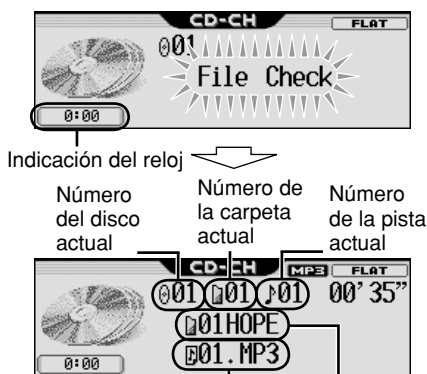 CD-CH FLAT
01
File Check
0:00
Indicación del reloj
Número del disco actual
Número de la carpeta actual
Número de la pista actual
CD-CH MP3 FLAT
01 01 01 00'35"
01HOPE
01.MP3
0:00